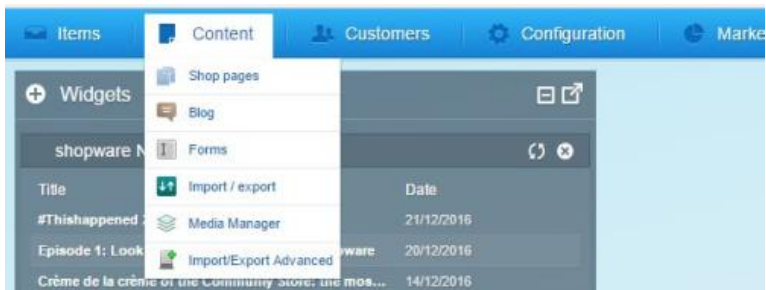 Items Content Customers Configuration Marke
Shop pages
Widgets
Blog
shopware N
Forms
Title Import / export Date
#Thishappened Media Manager 21/12/2016
Episode 1: Look Import/Export Advanced ware 20/12/2016
Crème de la crème of the Community Store: the mos... 14/12/2016